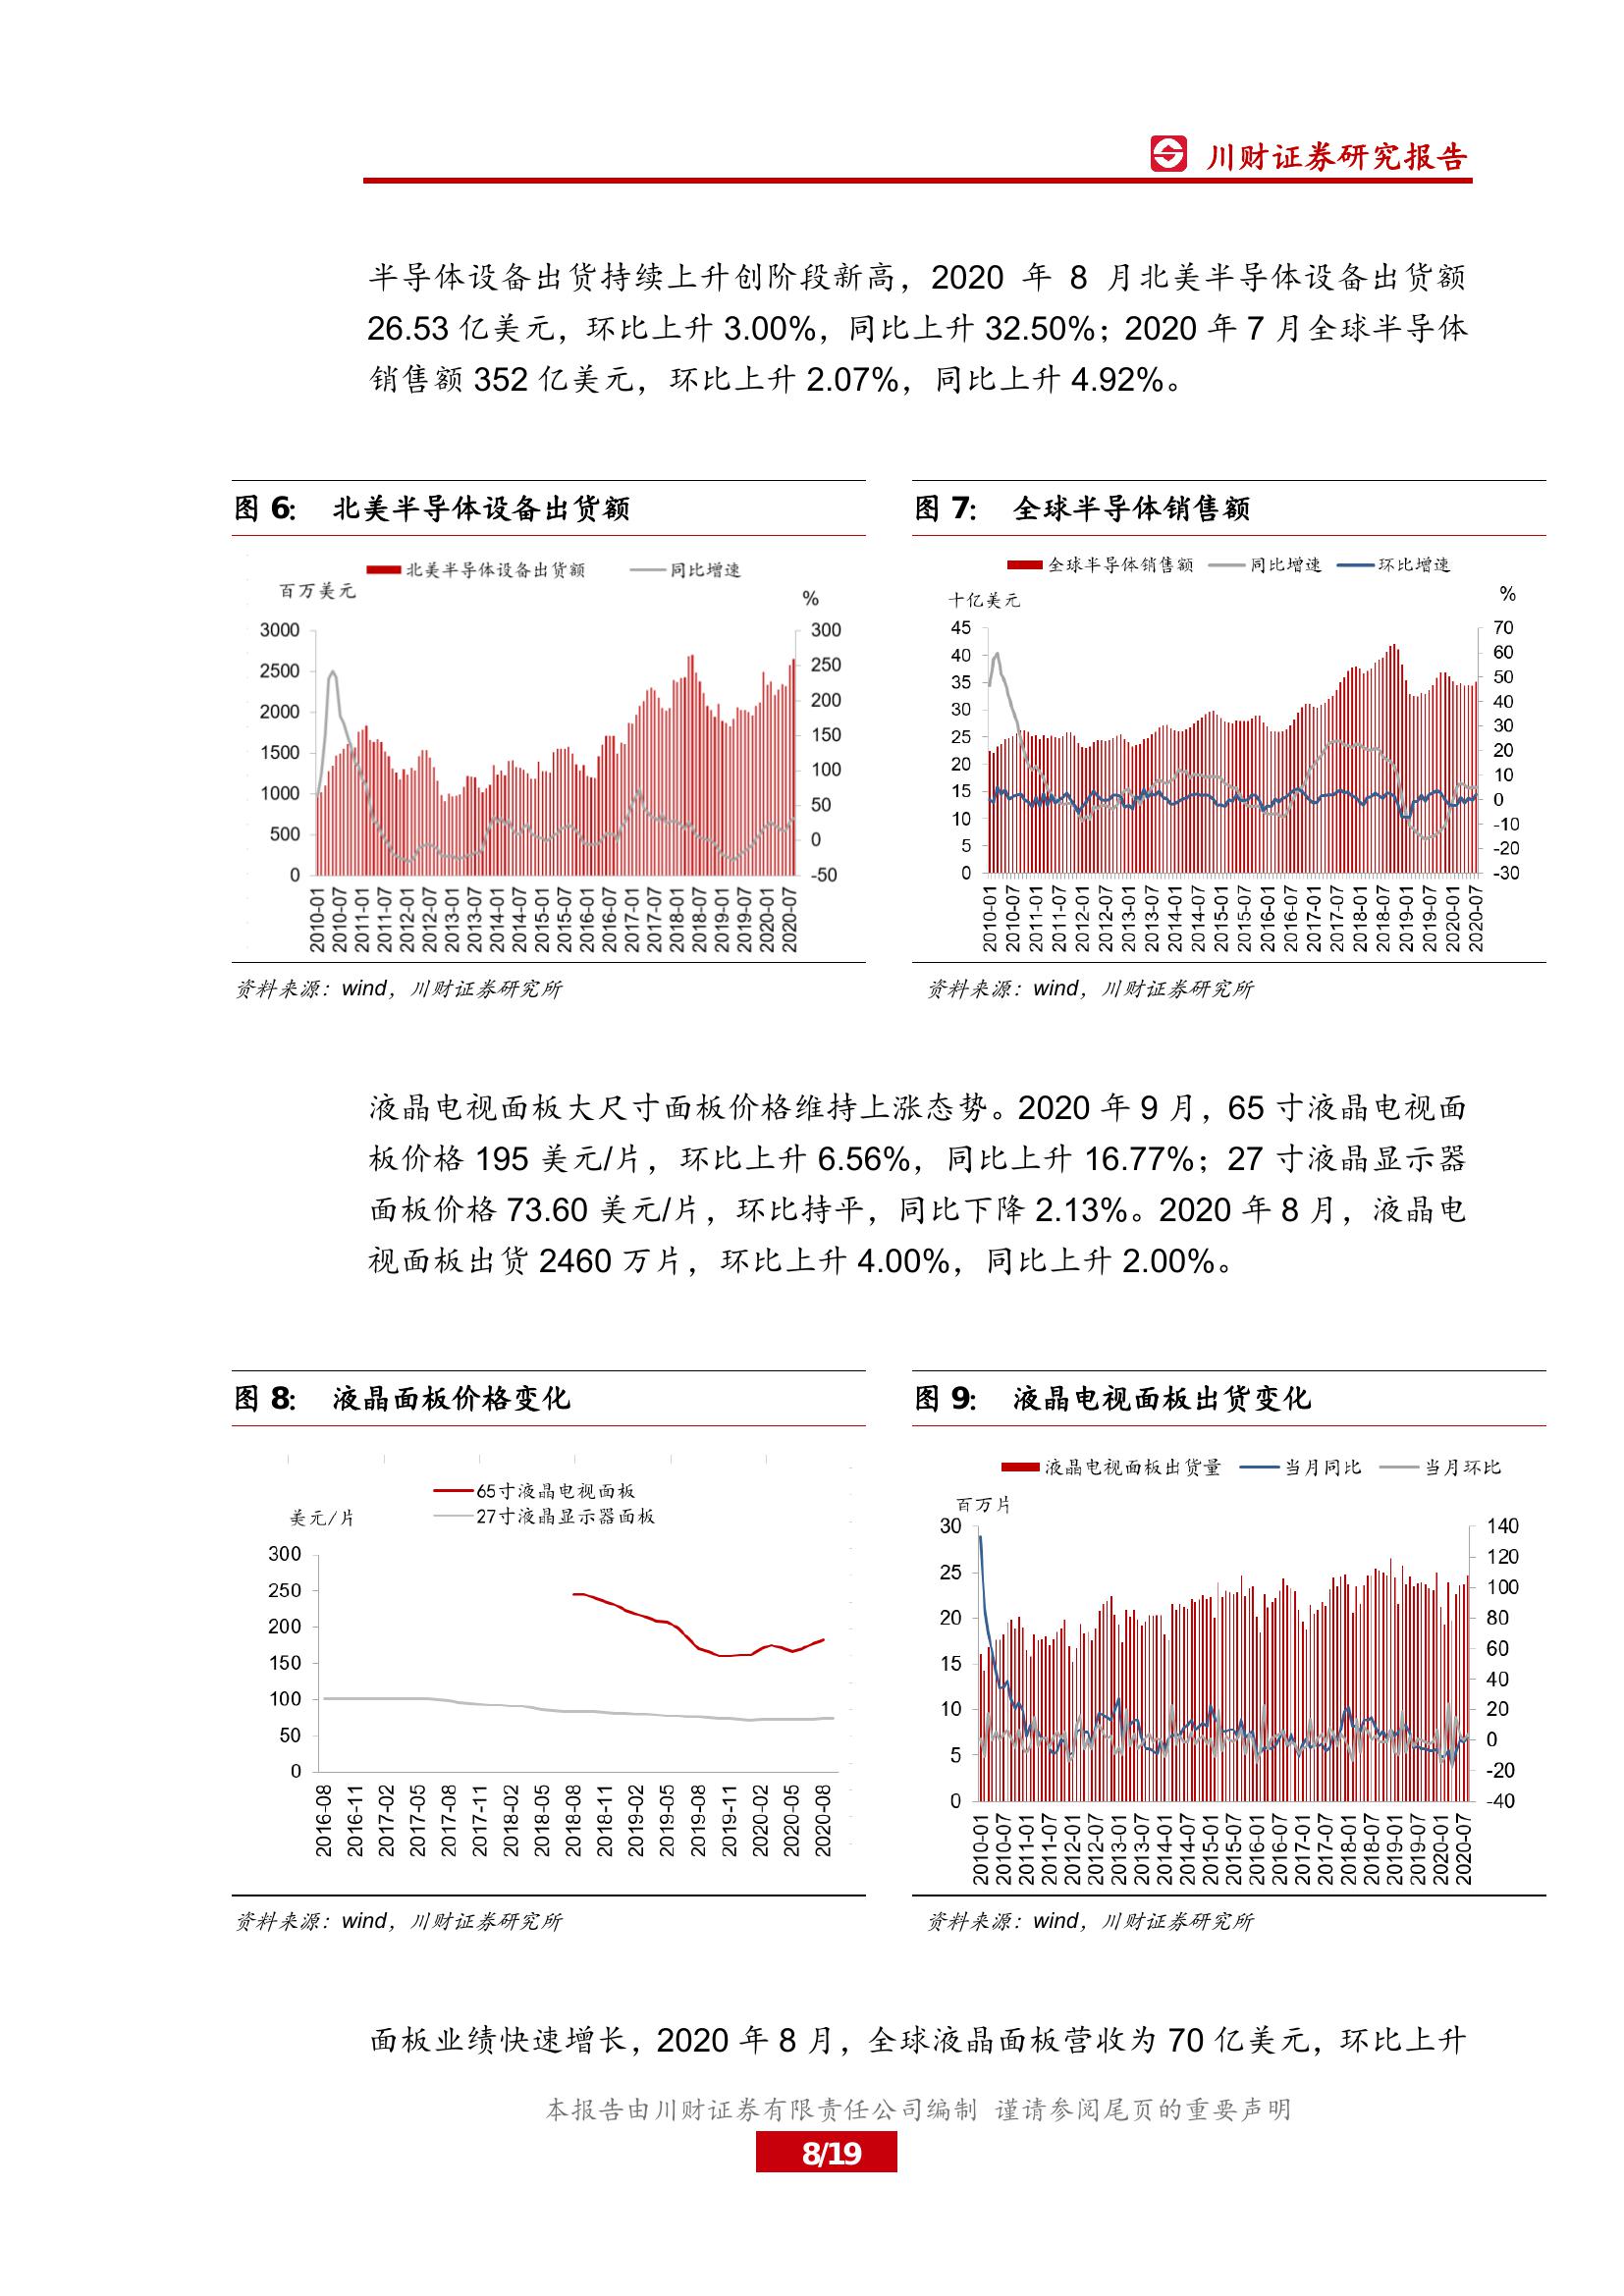 川财证券研究报告
半导体设备出货持续上升创阶段新高，2020 年 8 月北美半导体设备出货额
26.53 亿美元，环比上升 3.00%，同比上升 32.50%；2020 年 7 月全球半导体
销售额 352 亿美元，环比上升 2.07%，同比上升 4.92%。
图 6： 北美半导体设备出货额
北美半导体设备出货额 同比增速
百万美元
%
3000
2500
2000
1500
1000
500
0
300
250
200
150
100
50
0
-50
2010-01 2010-07 2011-01 2011-07 2012-01 2012-07 2013-01 2013-07 2014-01 2014-07 2015-01 2015-07 2016-01 2016-07 2017-01 2017-07 2018-01 2018-07 2019-01 2019-07 2020-01 2020-07
资料来源：wind，川财证券研究所
图 7： 全球半导体销售额
全球半导体销售额 同比增速 环比增速
十亿美元
%
45
40
35
30
25
20
15
10
5
0
70
60
50
40
30
20
10
0
-10
-20
-30
2010-01 2010-07 2011-01 2011-07 2012-01 2012-07 2013-01 2013-07 2014-01 2014-07 2015-01 2015-07 2016-01 2016-07 2017-01 2017-07 2018-01 2018-07 2019-01 2019-07 2020-01 2020-07
资料来源：wind，川财证券研究所
液晶电视面板大尺寸面板价格维持上涨态势。2020 年 9 月，65 寸液晶电视面
板价格 195 美元/片，环比上升 6.56%，同比上升 16.77%；27 寸液晶显示器
面板价格 73.60 美元/片，环比持平，同比下降 2.13%。2020 年 8 月，液晶电
视面板出货 2460 万片，环比上升 4.00%，同比上升 2.00%。
图 8： 液晶面板价格变化
65寸液晶电视面板
27寸液晶显示器面板
美元/片
300
250
200
150
100
50
0
2016-08 2016-11 2017-02 2017-05 2017-08 2017-11 2018-02 2018-05 2018-08 2018-11 2019-02 2019-05 2019-08 2019-11 2020-02 2020-05 2020-08
资料来源：wind，川财证券研究所
图 9： 液晶电视面板出货变化
液晶电视面板出货量 当月同比 当月环比
百万片
30
25
20
15
10
5
0
140
120
100
80
60
40
20
0
-20
-40
2010-01 2010-07 2011-01 2011-07 2012-01 2012-07 2013-01 2013-07 2014-01 2014-07 2015-01 2015-07 2016-01 2016-07 2017-01 2017-07 2018-01 2018-07 2019-01 2019-07 2020-01 2020-07
资料来源：wind，川财证券研究所
面板业绩快速增长，2020 年 8 月，全球液晶面板营收为 70 亿美元，环比上升
本报告由川财证券有限责任公司编制 谨请参阅尾页的重要声明
8/19